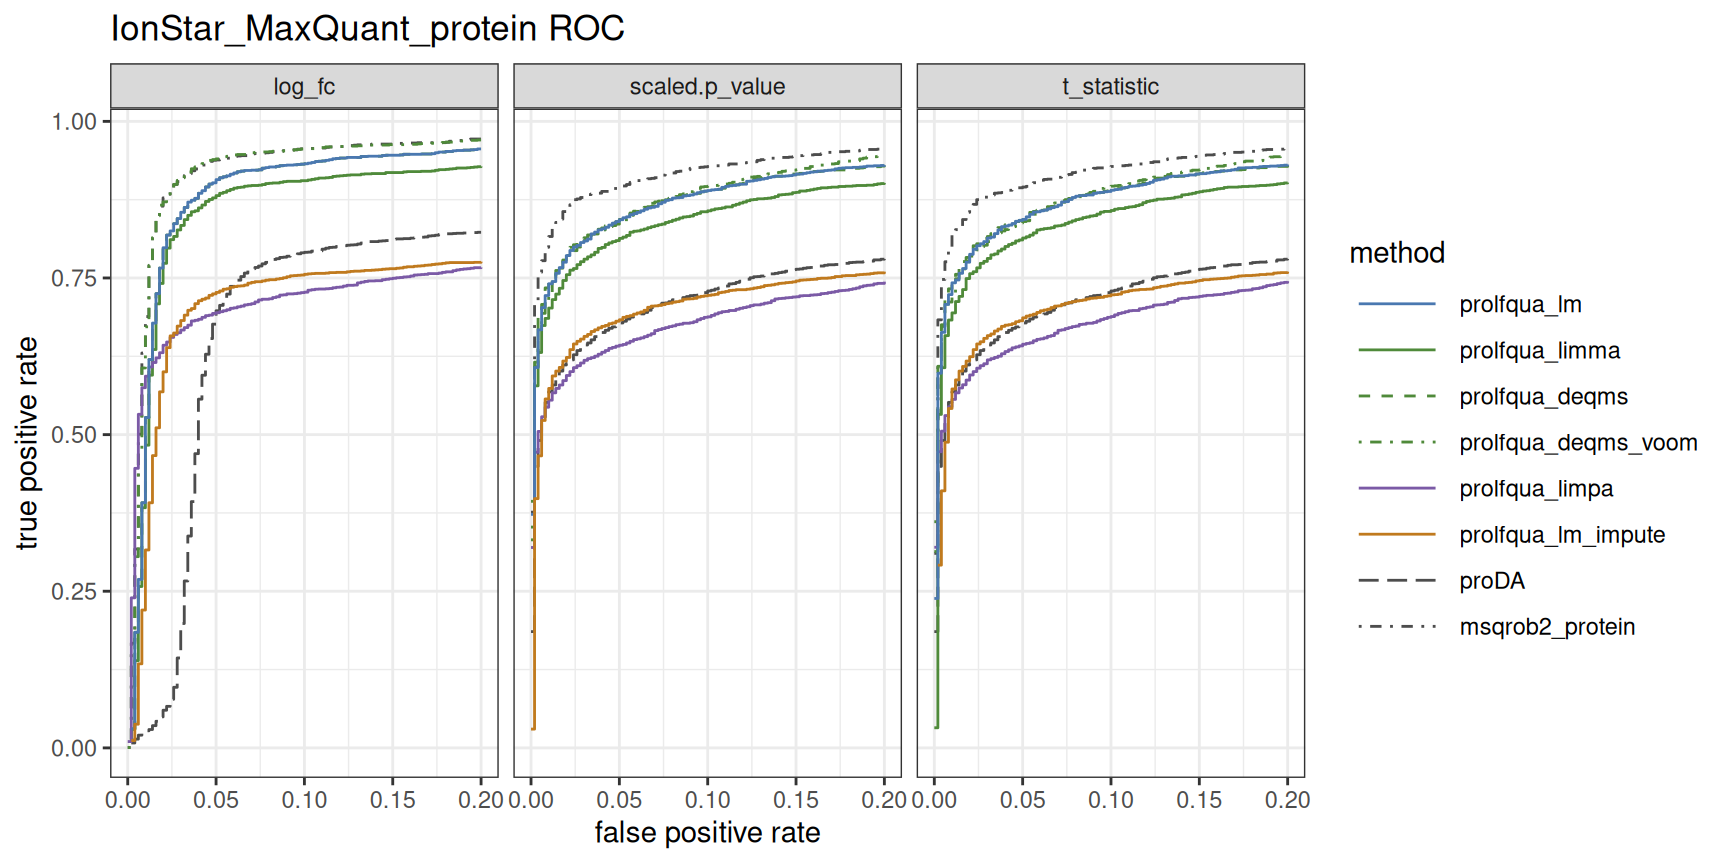 IonStar_MaxQuant_protein ROC
log_fc
scaled.p_value
t_statistic
true positive rate
1.00
0.75
0.50
0.25
0.00
0.00 0.05 0.10 0.15 0.20
0.00 0.05 0.10 0.15 0.20
0.00 0.05 0.10 0.15 0.20
false positive rate
method
prolfqua_lm
prolfqua_limma
prolfqua_deqms
prolfqua_deqms_voom
prolfqua_limpa
prolfqua_lm_impute
proDA
msqrob2_protein